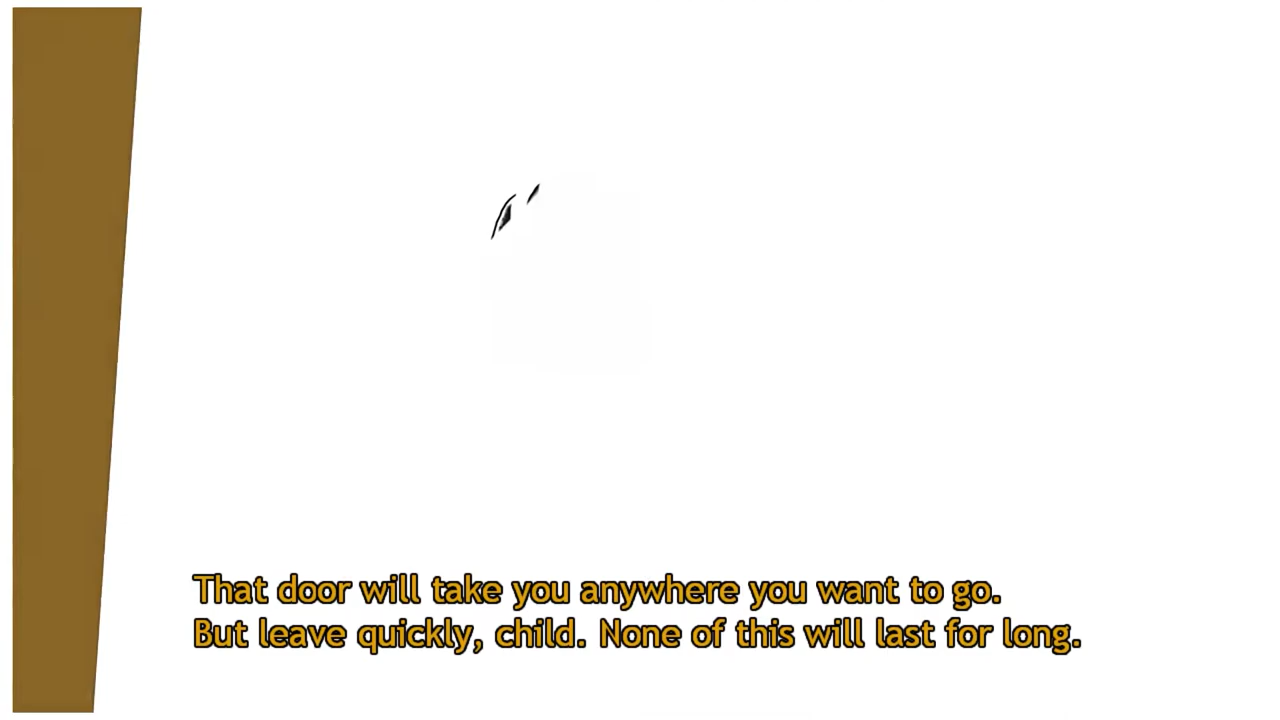 That door will take you anywhere you want to go.
But leave quickly, child. None of this will last for long.